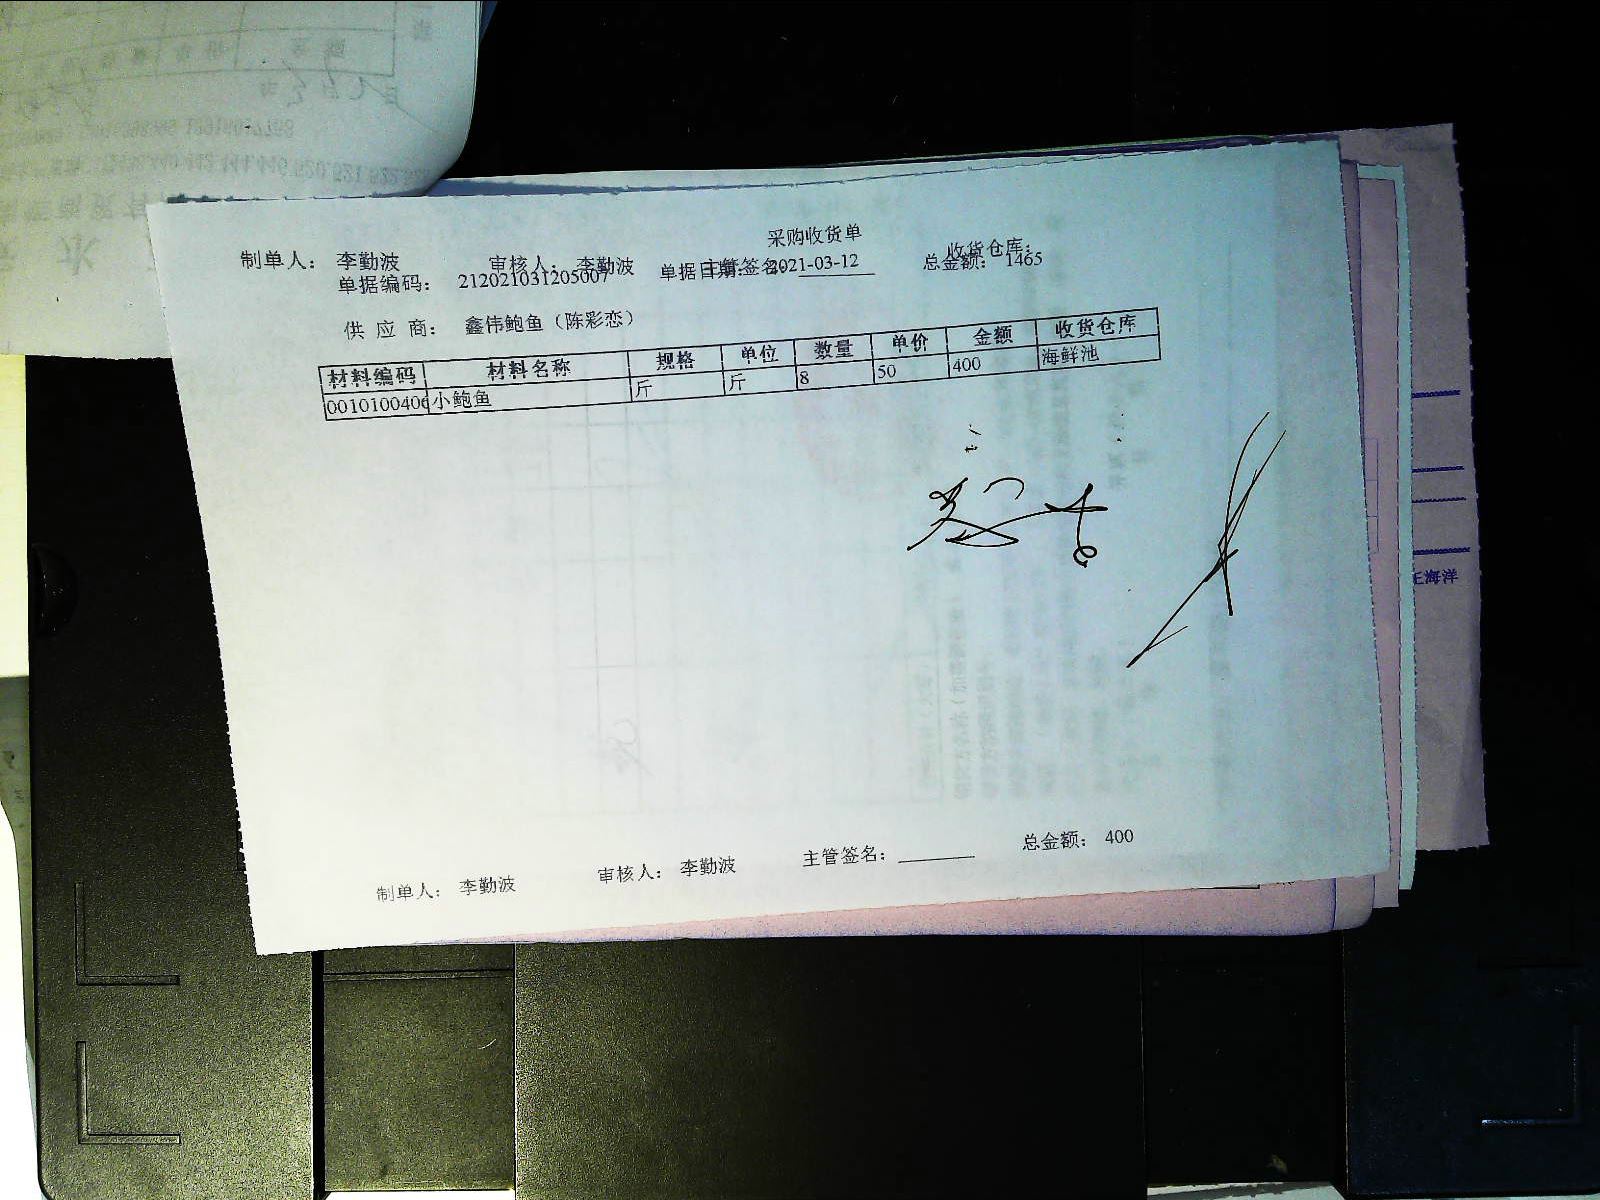 采购收货单
制单人： 李勤波 审核人： 李勤波 主管签名： 总金额： 1465
单据编码： 212021031205007 单据日期： 2021-03-12 收货仓库：
供 应 商： 鑫伟鲍鱼（陈彩恋）
材料编码 材料名称 规格 单位 数量 单价 金额 收货仓库
0010100406 小鲍鱼 斤 斤 8 50 400 海鲜池
制单人： 李勤波 审核人： 李勤波 主管签名： 总金额： 400
王海洋